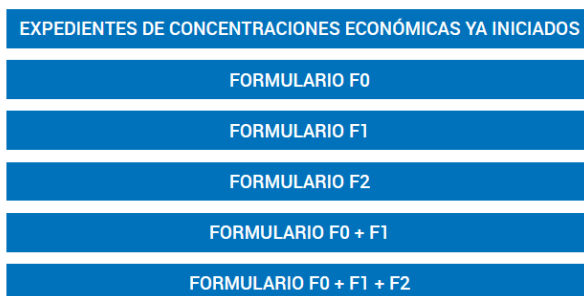 EXPEDIENTES DE CONCENTRACIONES ECONÓMICAS YA INICIADOS
FORMULARIO F0
FORMULARIO F1
FORMULARIO F2
FORMULARIO F0 + F1
FORMULARIO F0 + F1 + F2